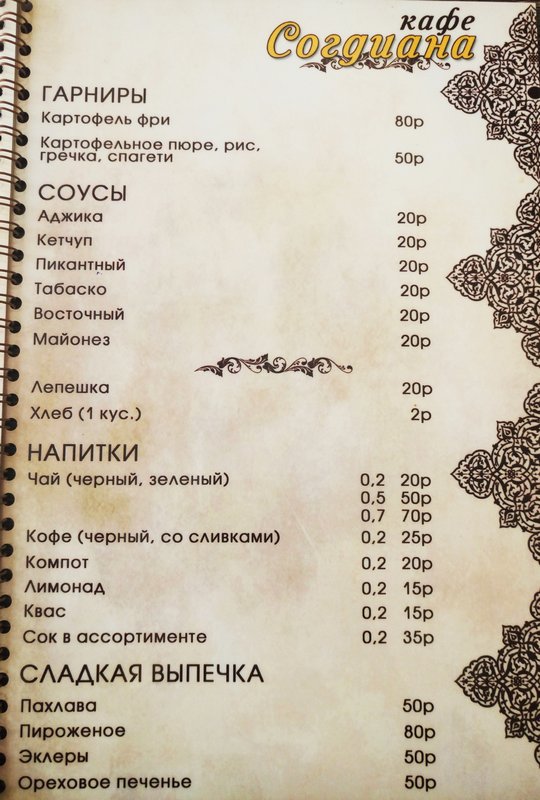 кафе
Согдиана
ГАРНИРЫ
Картофель фри 80р
Картофельное пюре, рис,
гречка, спагети 50р
СОУСЫ
Аджика 20р
Кетчуп 20р
Пикантный 20р
Табаско 20р
Восточный 20р
Майонез 20р
Лепешка 20р
Хлеб (1 кус.) 2р
НАПИТКИ
Чай (черный, зеленый) 0,2 20р
0,5 50р
0,7 70р
Кофе (черный, со сливками) 0,2 25р
Компот 0,2 20р
Лимонад 0,2 15р
Квас 0,2 15р
Сок в ассортименте 0,2 35р
СЛАДКАЯ ВЫПЕЧКА
Пахлава 50р
Пироженое 80р
Эклеры 50р
Ореховое печенье 50р